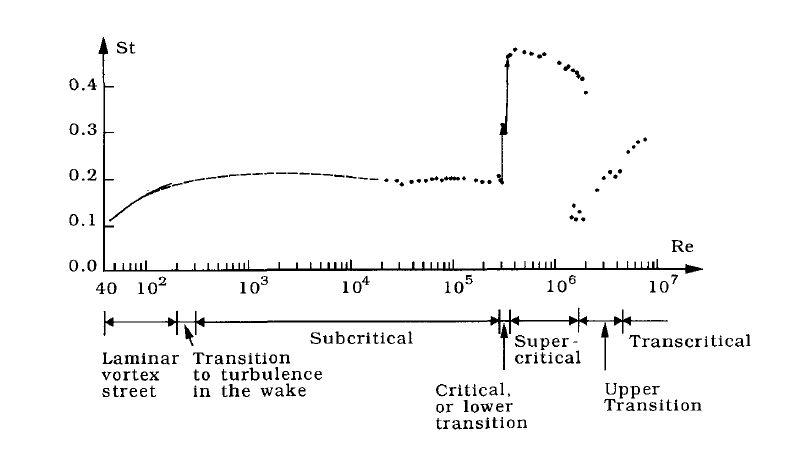 St
0.4
0.3
0.2
0.1
0.0
Re
40 10² 10³ 10⁴ 10⁵ 10⁶ 10⁷
Subcritical
Super-
critical
Transcritical
Laminar
vortex
street
Transition
to turbulence
in the wake
Critical,
or lower
transition
Upper
Transition